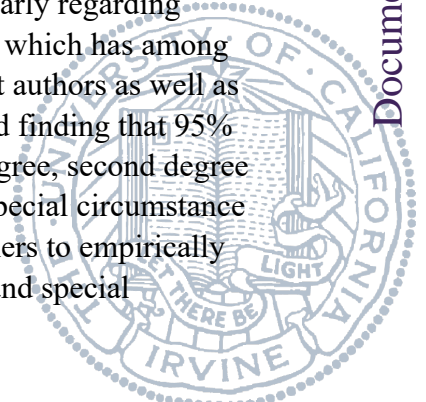 arly regarding
which has among
t authors as well as
d finding that 95%
gree, second degree
pecial circumstance
ers to empirically
nd special
Docume
THE UNIVERSITY OF CALIFORNIA
LET THERE BE LIGHT
IRVINE